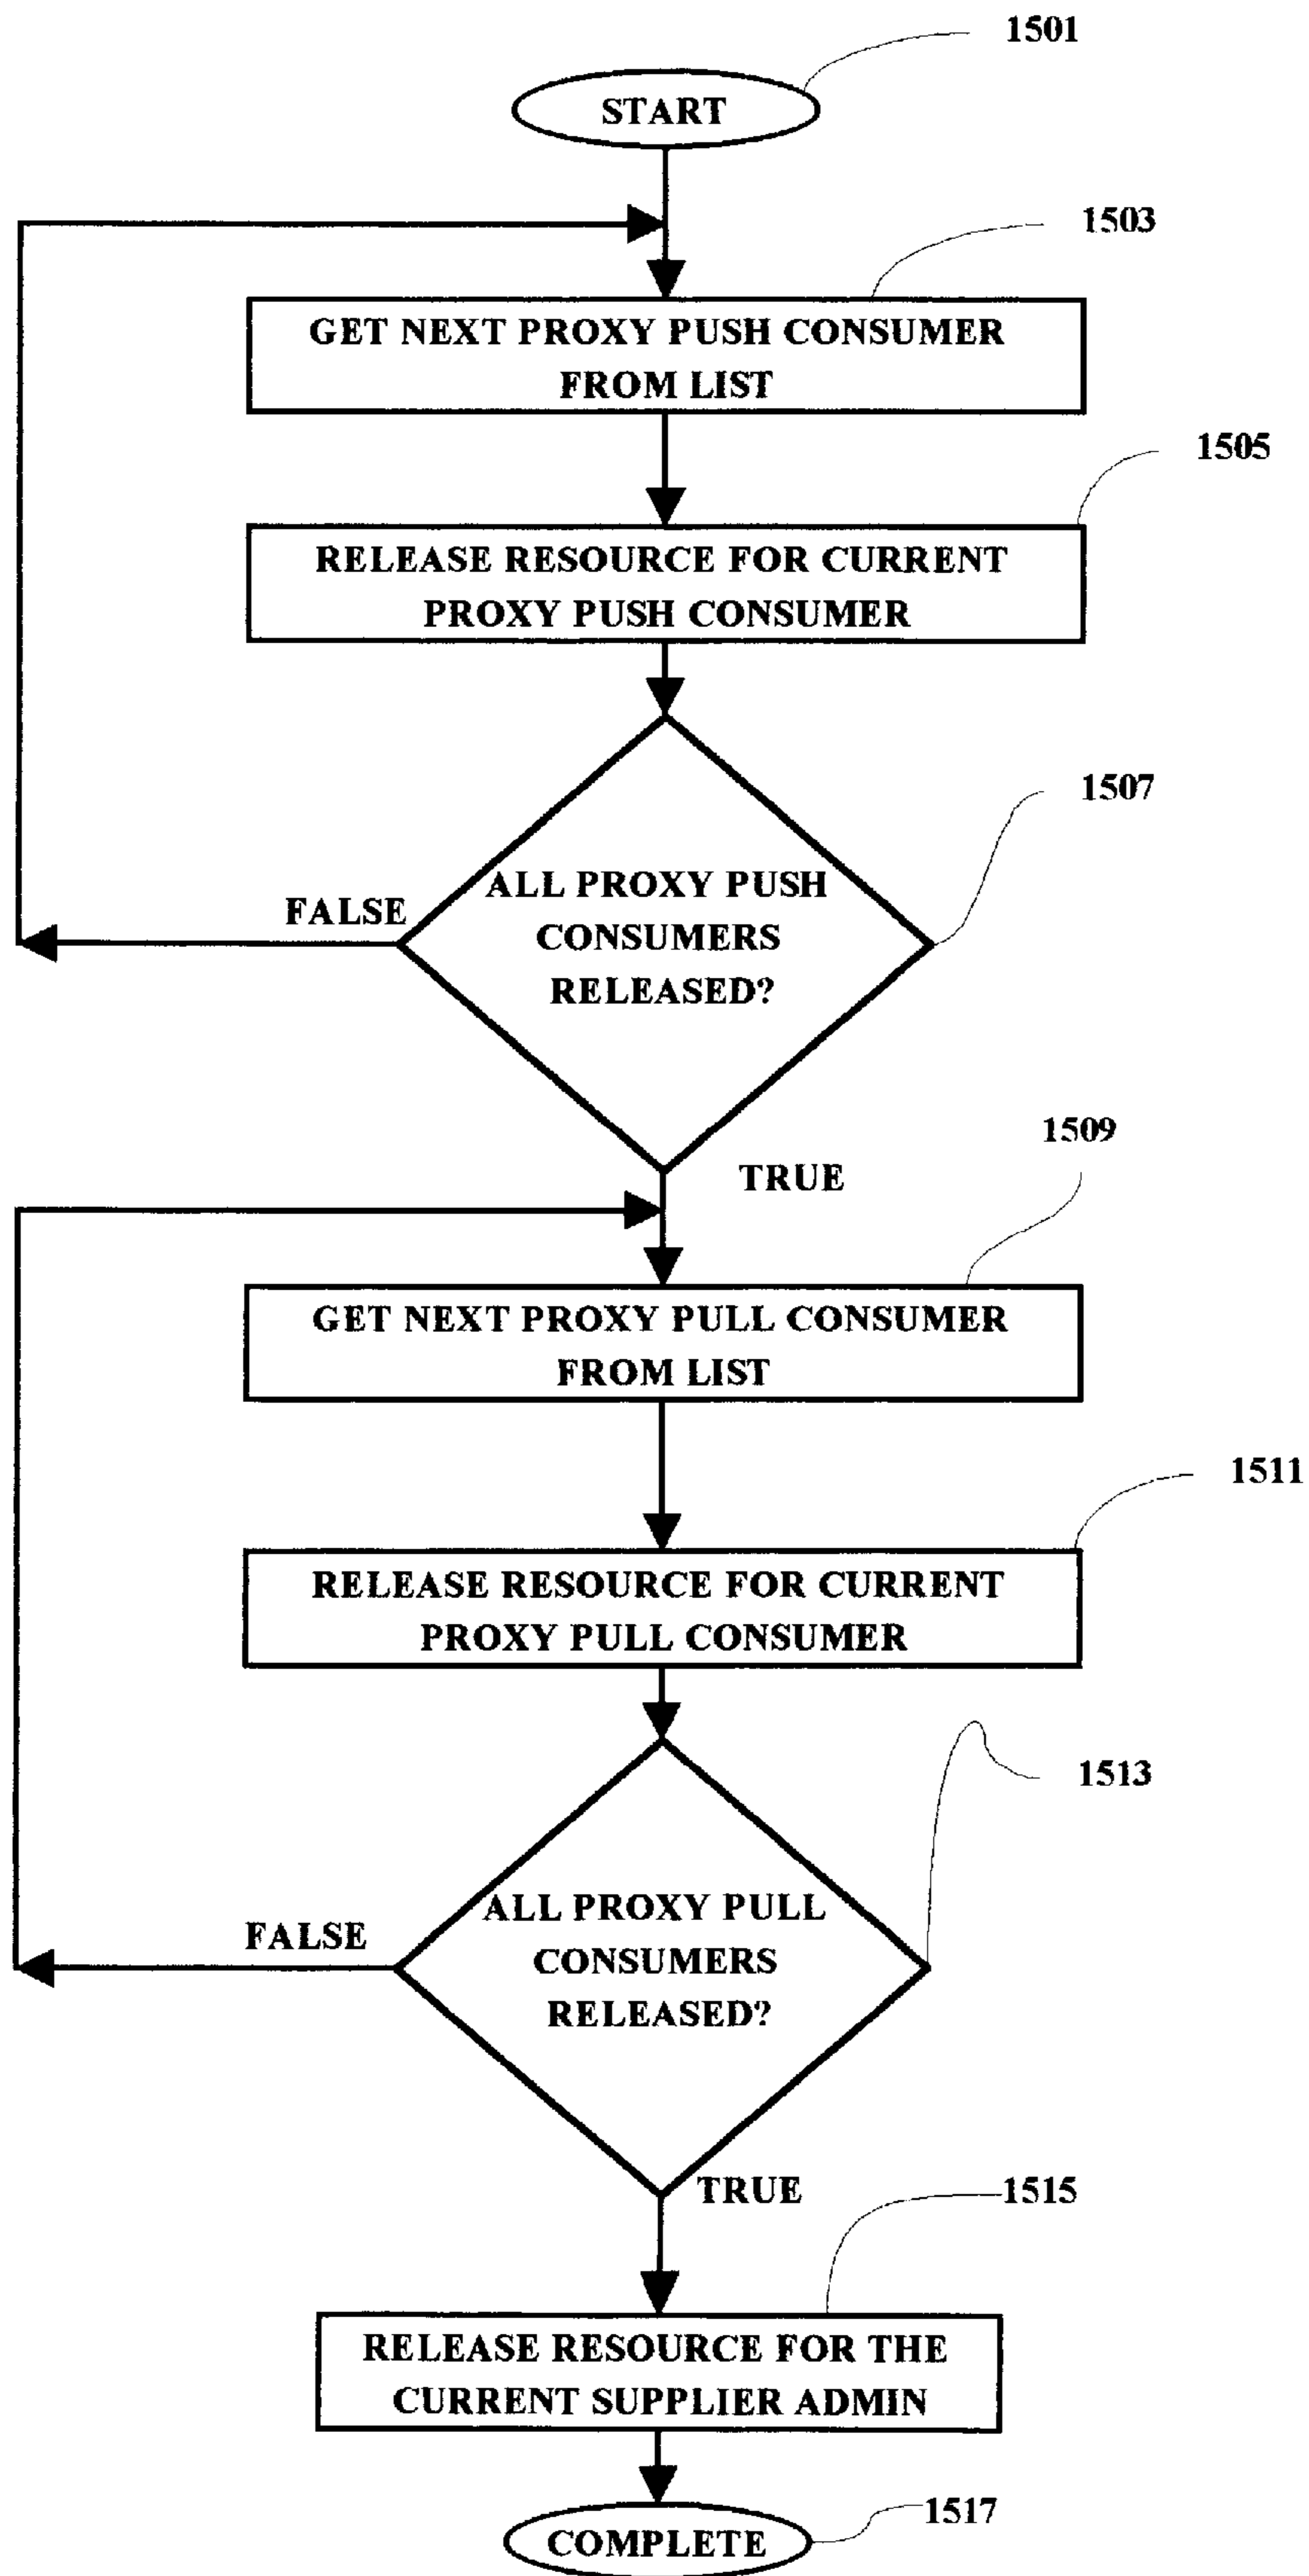 1501
START
1503
GET NEXT PROXY PUSH CONSUMER
FROM LIST
1505
RELEASE RESOURCE FOR CURRENT
PROXY PUSH CONSUMER
1507
ALL PROXY PUSH
CONSUMERS
RELEASED?
FALSE
TRUE
1509
GET NEXT PROXY PULL CONSUMER
FROM LIST
1511
RELEASE RESOURCE FOR CURRENT
PROXY PULL CONSUMER
1513
ALL PROXY PULL
CONSUMERS
RELEASED?
FALSE
TRUE
1515
RELEASE RESOURCE FOR THE
CURRENT SUPPLIER ADMIN
1517
COMPLETE